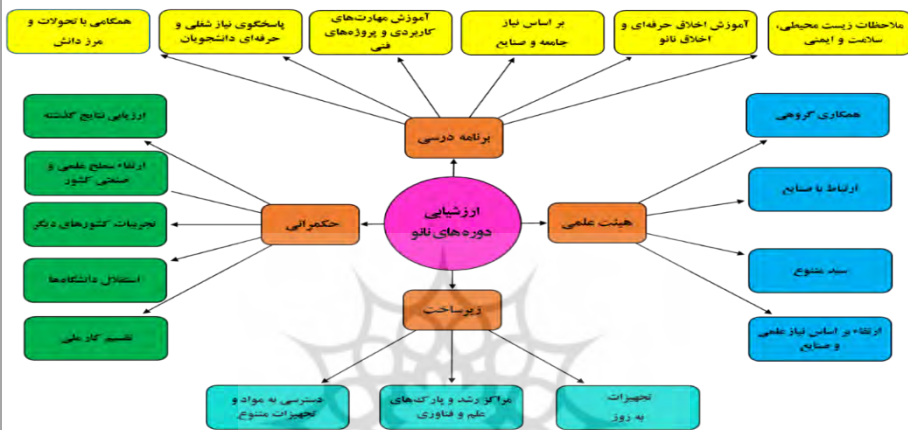 ملاحظات زیست محیطی،
سلامت و ایمنی
آموزش اخلاق حرفه‌ای و
اخلاق نانو
بر اساس نیاز
جامعه و صنایع
آموزش مهارت‌های
کاربردی و پروژه‌های
فنی
پاسخگوی نیاز شغلی و
حرفه‌ای دانشجویان
همگامی با تحولات و
مرز دانش
برنامه درسی
همکاری گروهی
ارتباط با صنایع
سبد متنوع
ارتقاء بر اساس نیاز علمی
و صنایع
هیئت علمی
ارزشیابی
دوره‌های نانو
حکمرانی
ارزیابی نتایج گذشته
ارتقاء سطح علمی و
صنعتی کشور
تجربیات کشورهای دیگر
استقلال دانشگاه‌ها
تقسیم کار ملی
زیرساخت
تجهیزات
به روز
مراکز رشد و پارک‌های
علم و فناوری
دسترسی به مواد و
تجهیزات متنوع